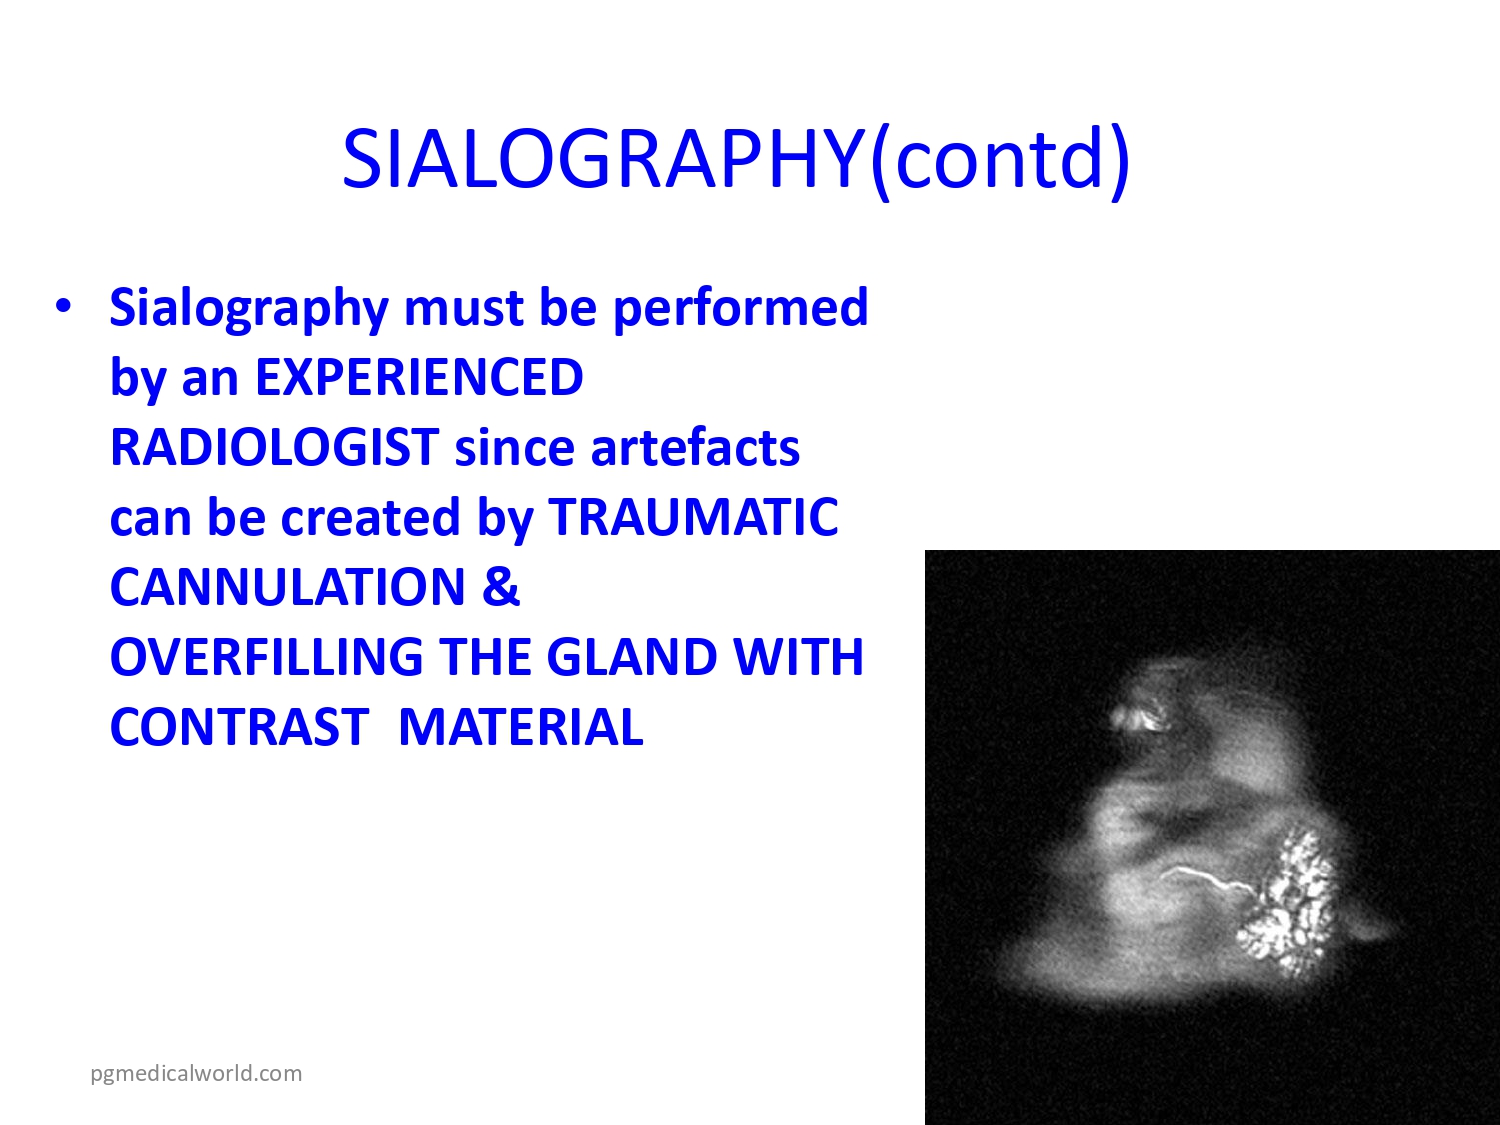 SIALOGRAPHY(contd)
• Sialography must be performed
by an EXPERIENCED
RADIOLOGIST since artefacts
can be created by TRAUMATIC
CANNULATION &
OVERFILLING THE GLAND WITH
CONTRAST  MATERIAL
pgmedicalworld.com